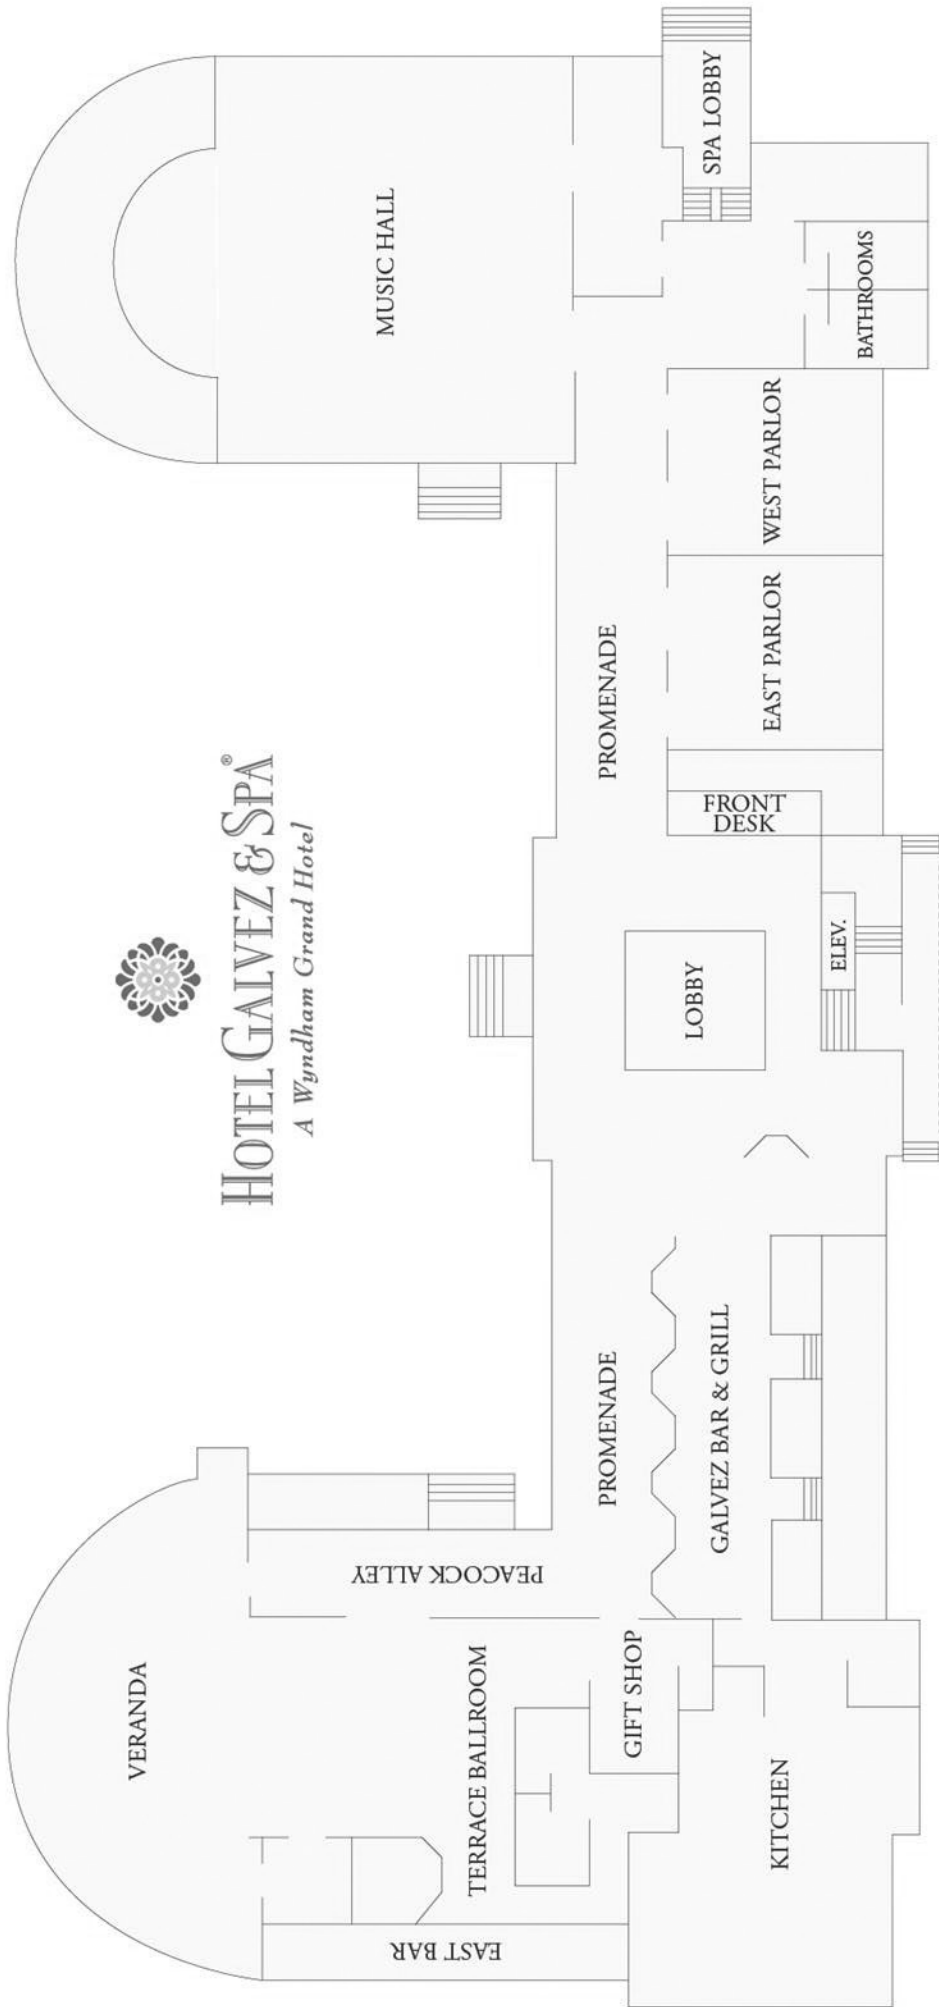 HOTEL GALVEZ & SPA®
A Wyndham Grand Hotel
VERANDA
EAST BAR
TERRACE BALLROOM
PEACOCK ALLEY
GIFT SHOP
KITCHEN
PROMENADE
GALVEZ BAR & GRILL
LOBBY
ELEV.
FRONT
DESK
PROMENADE
EAST PARLOR
WEST PARLOR
MUSIC HALL
BATHROOMS
SPA LOBBY